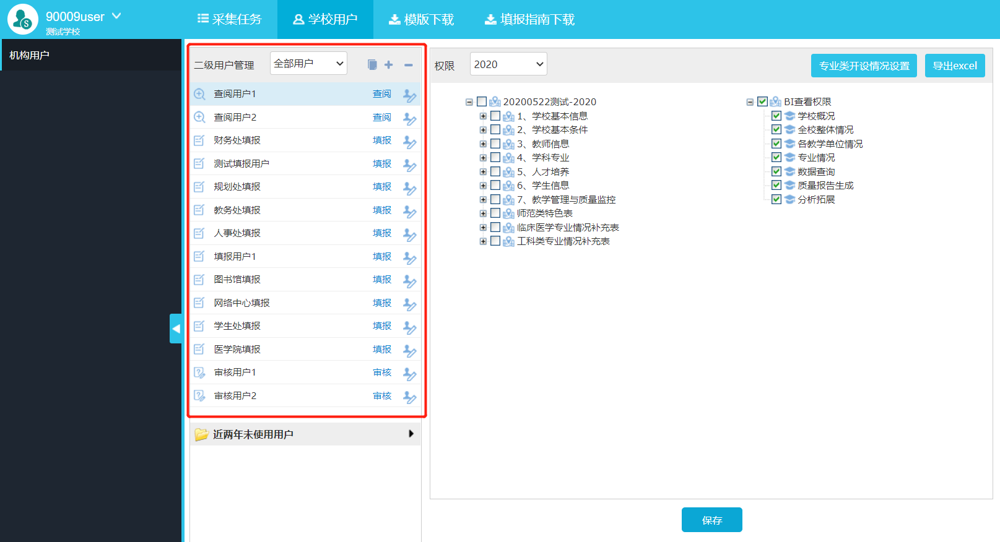 90009user
测试学校
采集任务
学校用户
模版下载
填报指南下载
机构用户
二级用户管理
全部用户
查阅用户1 查阅
查阅用户2 查阅
财务处填报 填报
测试填报用户 填报
规划处填报 填报
教务处填报 填报
人事处填报 填报
填报用户1 填报
图书馆填报 填报
网络中心填报 填报
学生处填报 填报
医学院填报 填报
审核用户1 审核
审核用户2 审核
近两年未使用用户
权限
2020
专业类开设情况设置
导出excel
20200522测试-2020
1、学校基本信息
2、学校基本条件
3、教师信息
4、学科专业
5、人才培养
6、学生信息
7、教学管理与质量监控
师范类特色表
临床医学专业情况补充表
工科类专业情况补充表
BI查看权限
学校概况
全校整体情况
各教学单位情况
专业情况
数据查询
质量报告生成
分析拓展
保存